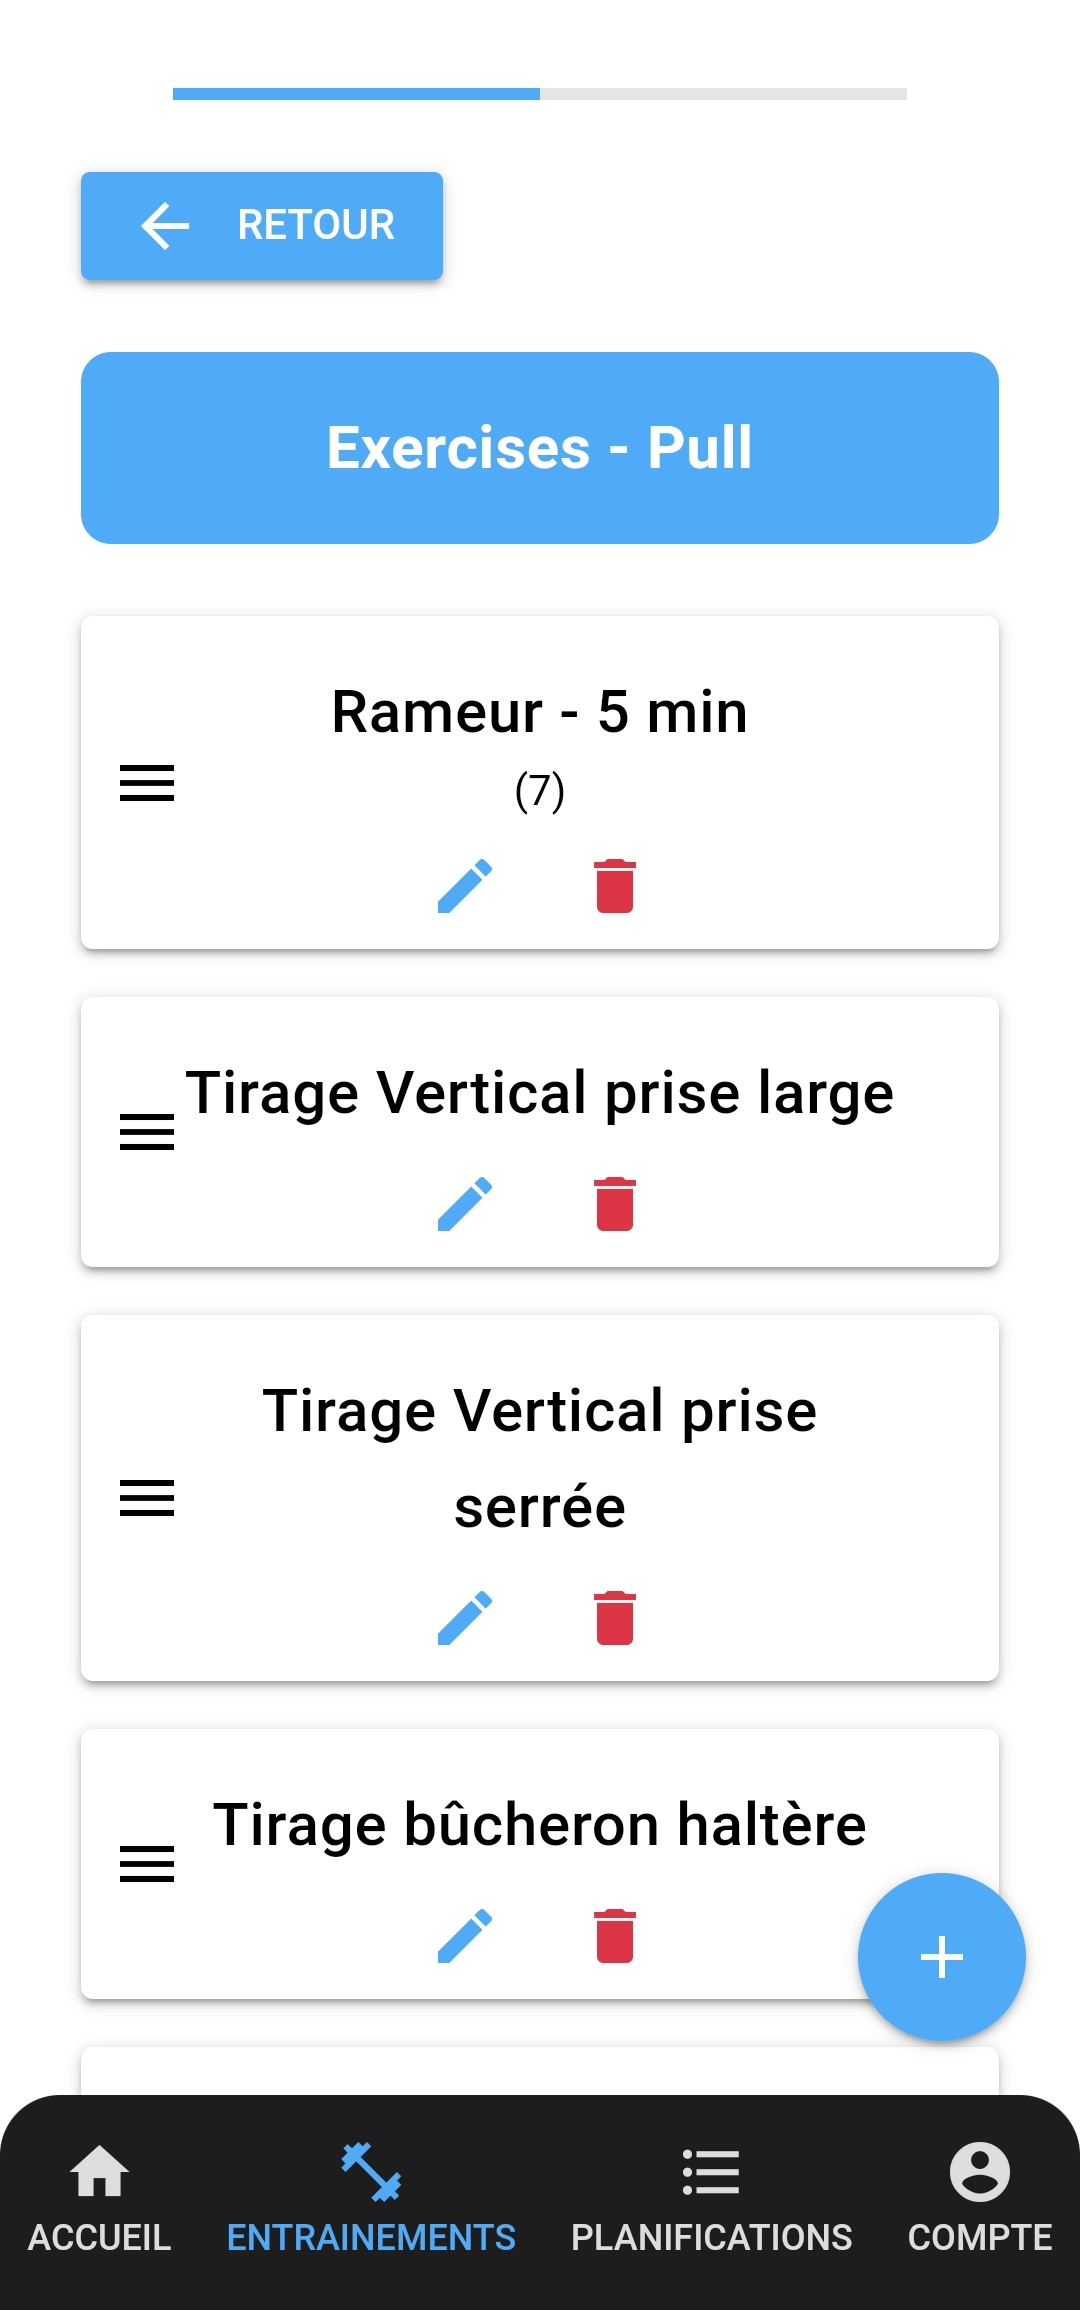 RETOUR
Exercises - Pull
Rameur - 5 min
(7)
Tirage Vertical prise large
Tirage Vertical prise
serrée
Tirage bûcheron haltère
ACCUEIL
ENTRAINEMENTS
PLANIFICATIONS
COMPTE